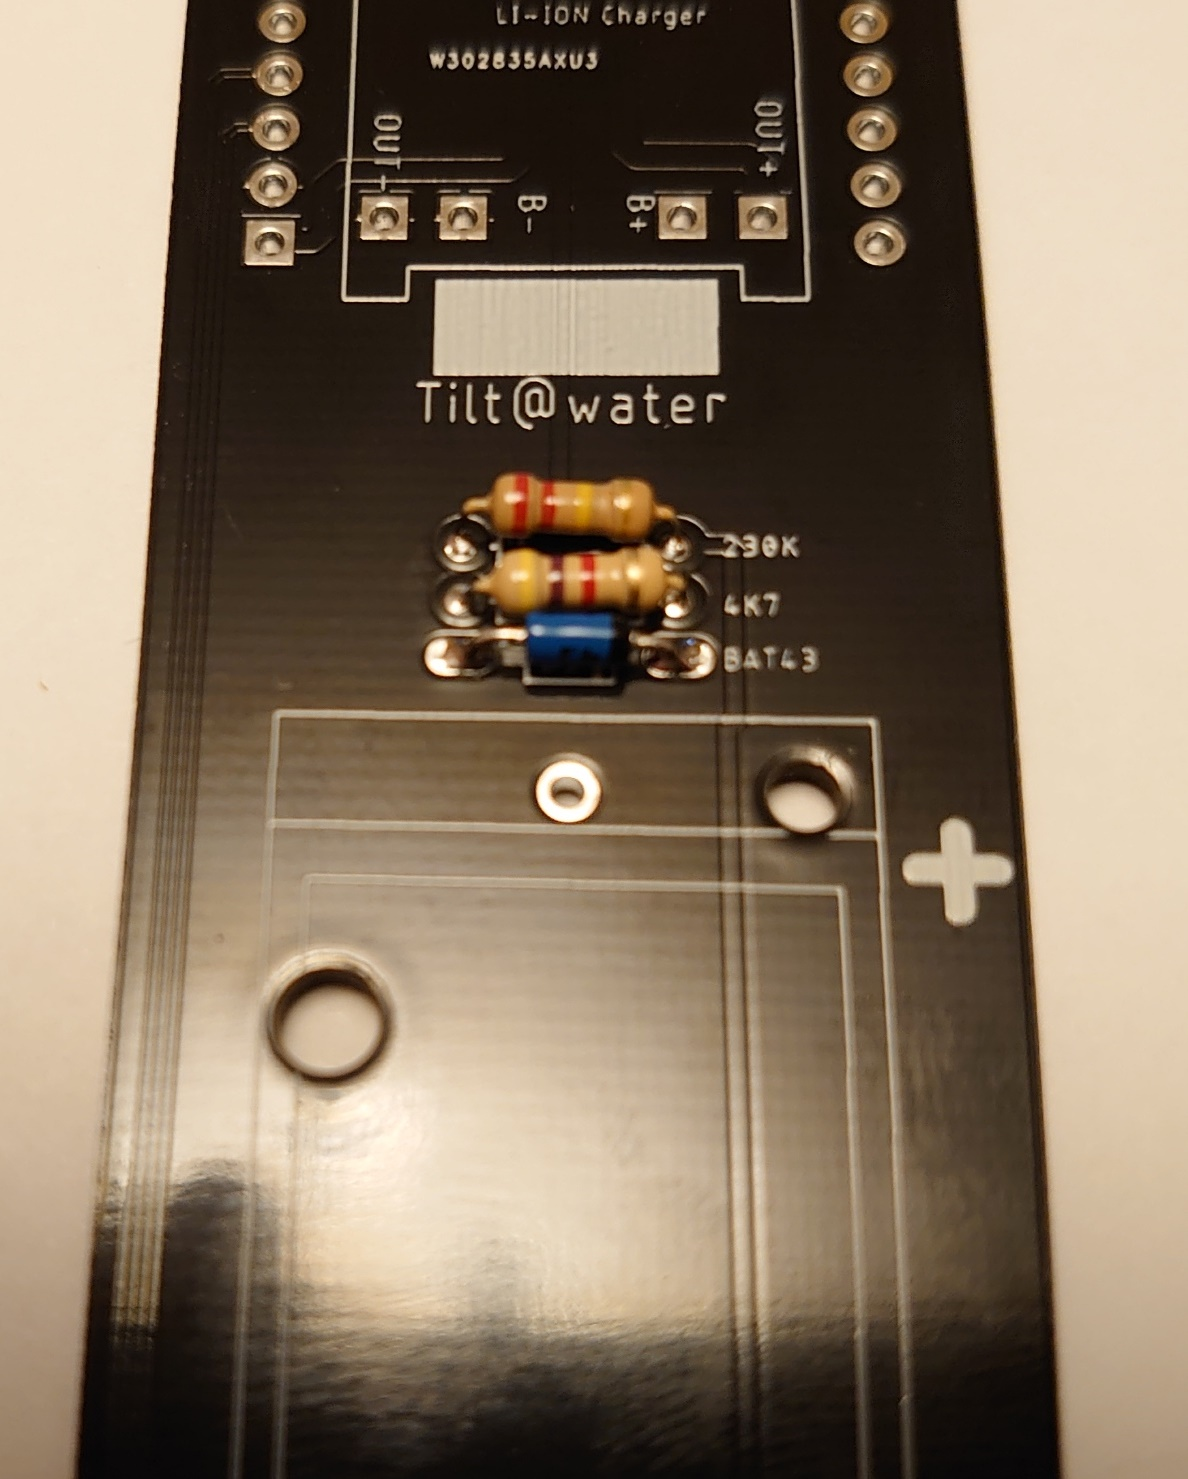 LI-ION Charger
W302835AXU3
OUT-
OUT+
B-
B+
Tilt@water
230K
4K7
BAT43
+